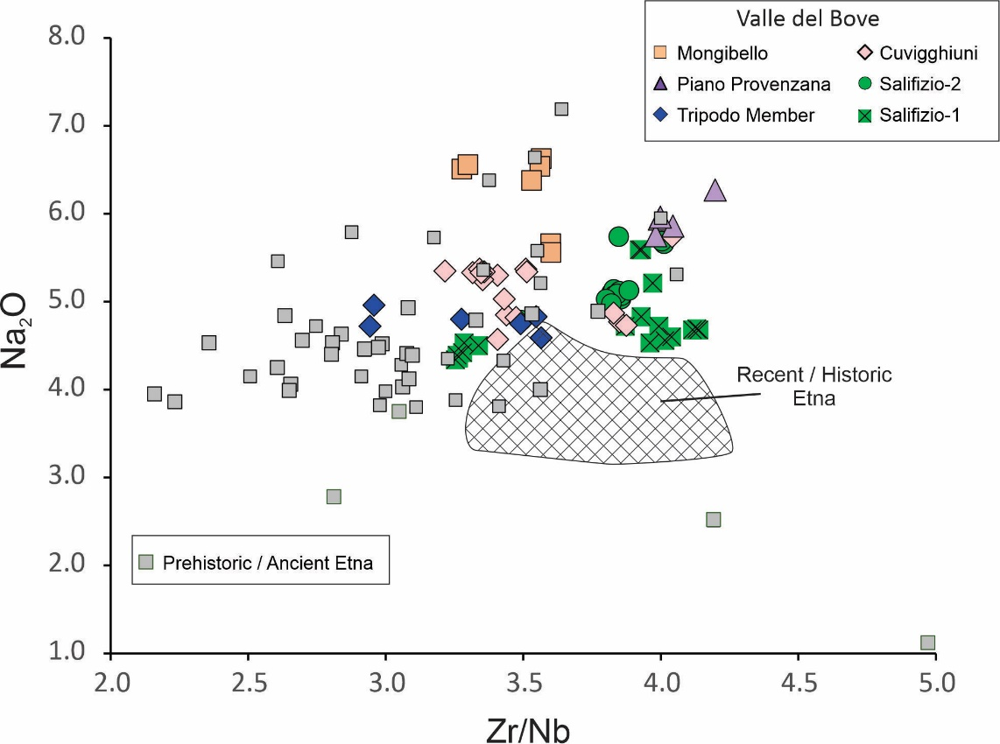 Valle del Bove
Mongibello
Cuvigghiuni
Piano Provenzana
Salifizio-2
Tripodo Member
Salifizio-1
8.0
7.0
6.0
5.0
4.0
3.0
2.0
1.0
Na₂O
Recent / Historic
Etna
Prehistoric / Ancient Etna
2.0
2.5
3.0
3.5
4.0
4.5
5.0
Zr/Nb